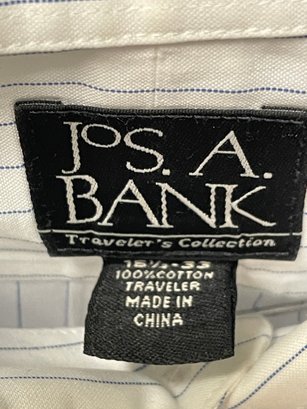 JOS. A.
BANK
Traveler's Collection
100% COTTON
TRAVELER
MADE IN
CHINA